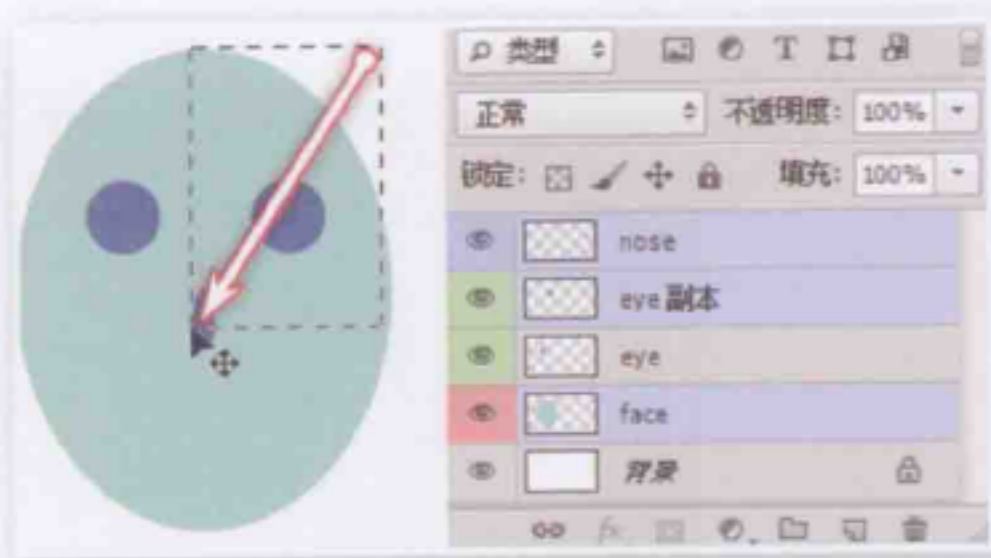 类型 T
正常 不透明度: 100%
锁定: 填充: 100%
nose
eye 副本
eye
face
背景
fx